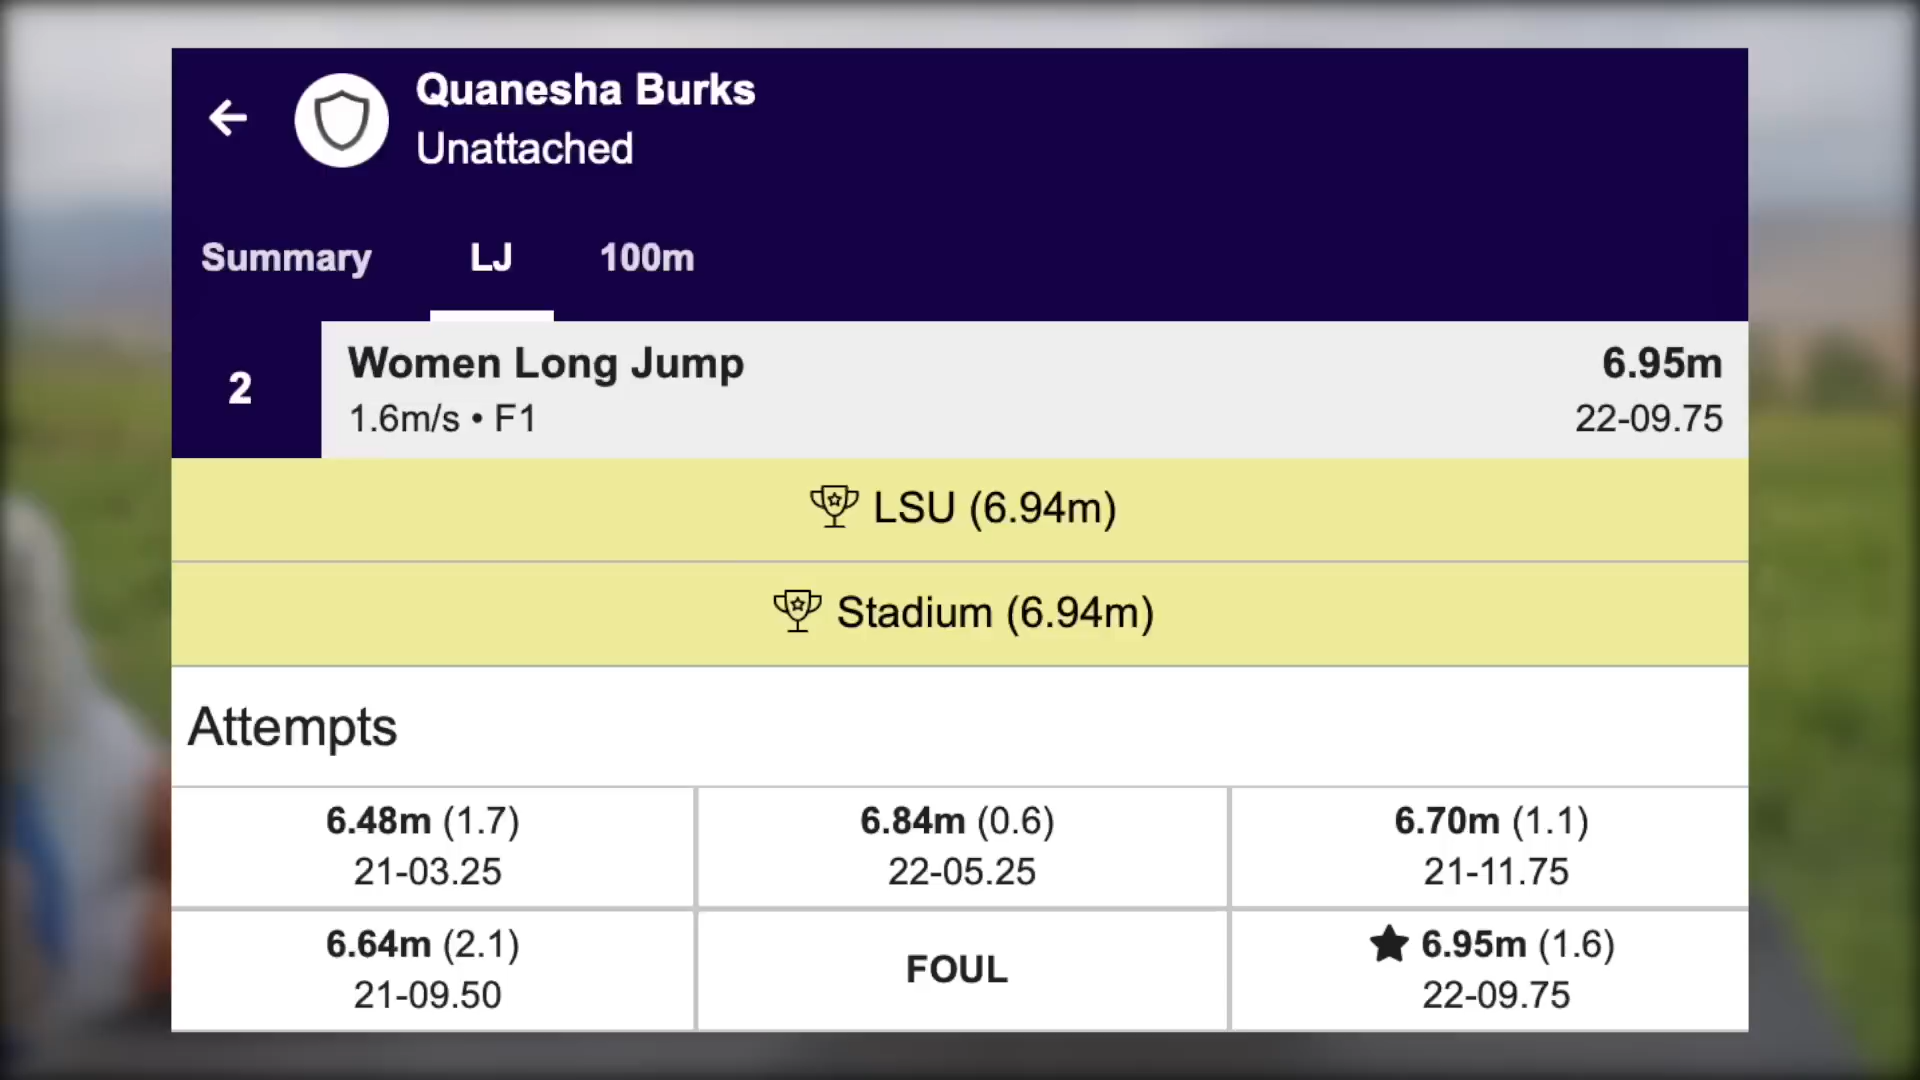 Quanesha Burks
Unattached
Summary LJ 100m
2
Women Long Jump 6.95m
1.6m/s • F1 22-09.75
LSU (6.94m)
Stadium (6.94m)
Attempts
6.48m (1.7) 6.84m (0.6) 6.70m (1.1)
21-03.25 22-05.25 21-11.75
6.64m (2.1) FOUL 6.95m (1.6)
21-09.50 22-09.75